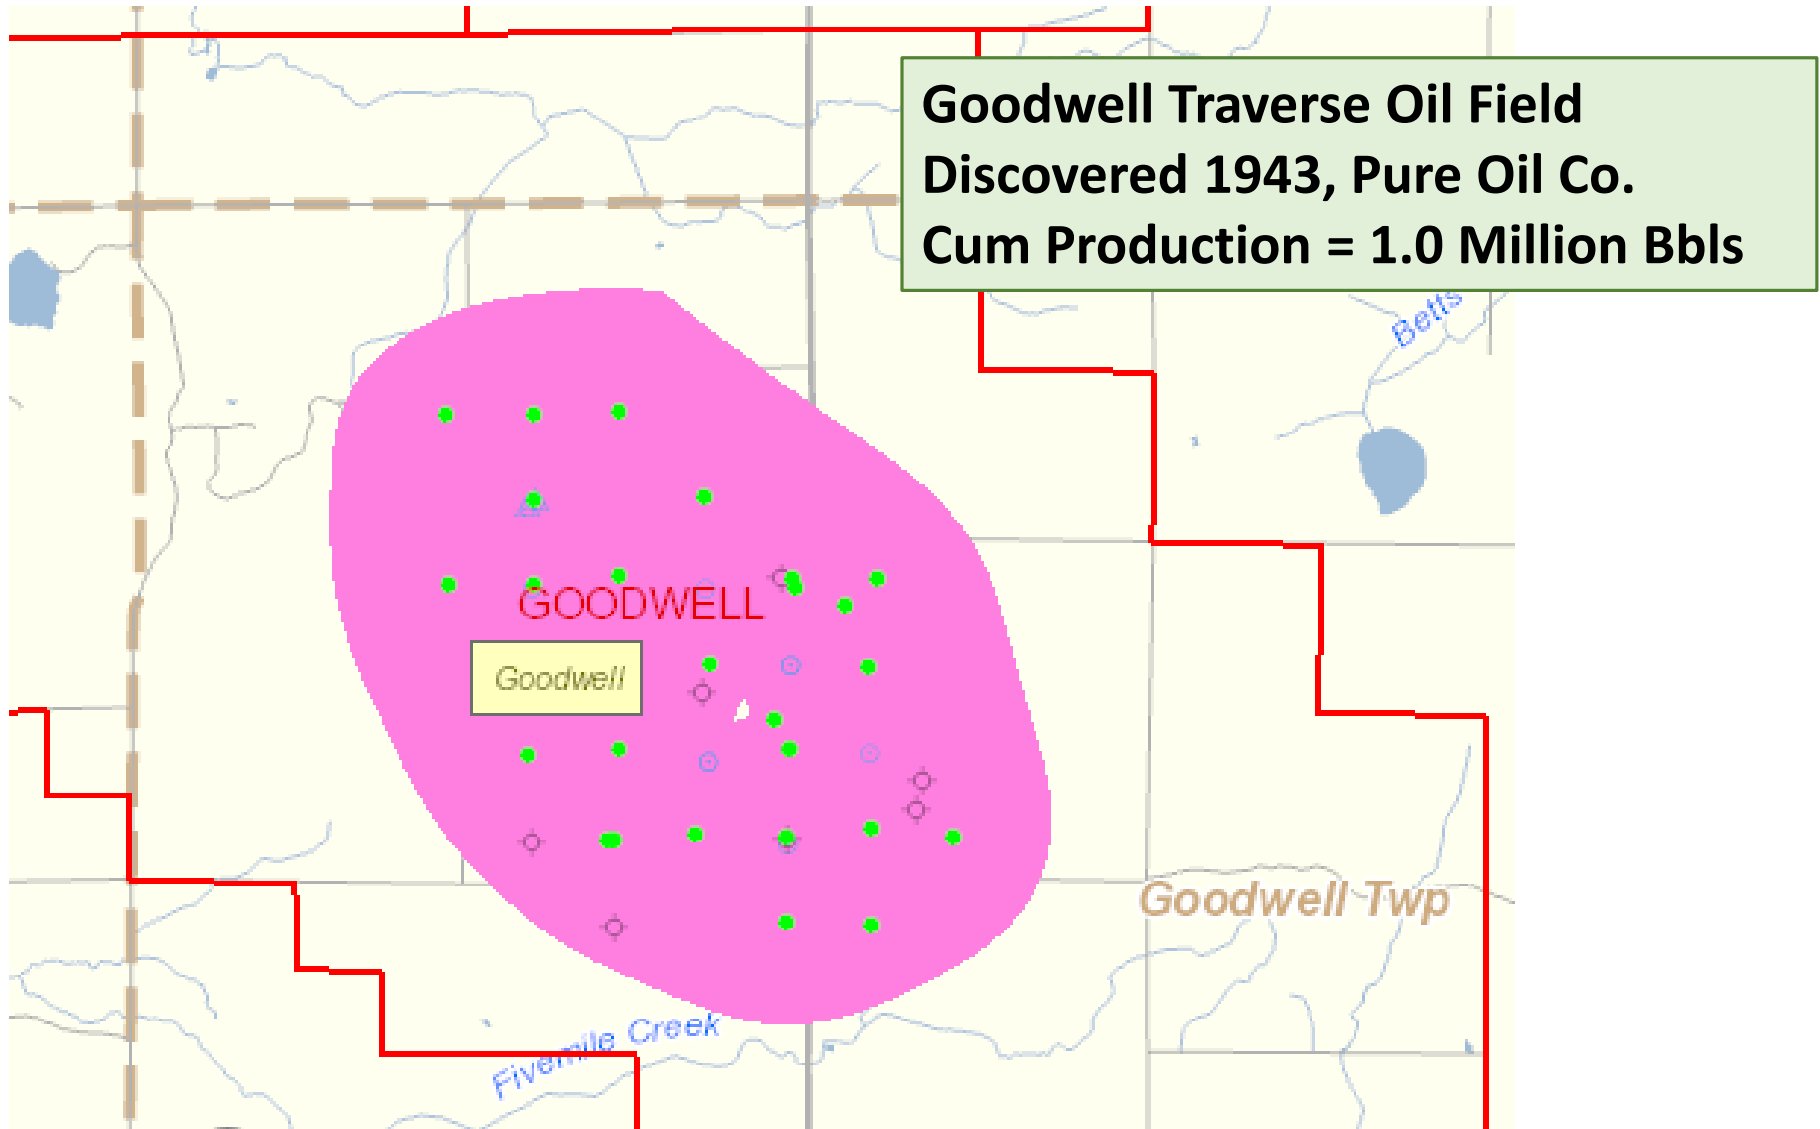 Goodwell Traverse Oil Field
Discovered 1943, Pure Oil Co.
Cum Production = 1.0 Million Bbls
Betts
GOODWELL
Goodwell
Goodwell Twp
Fivemile Creek